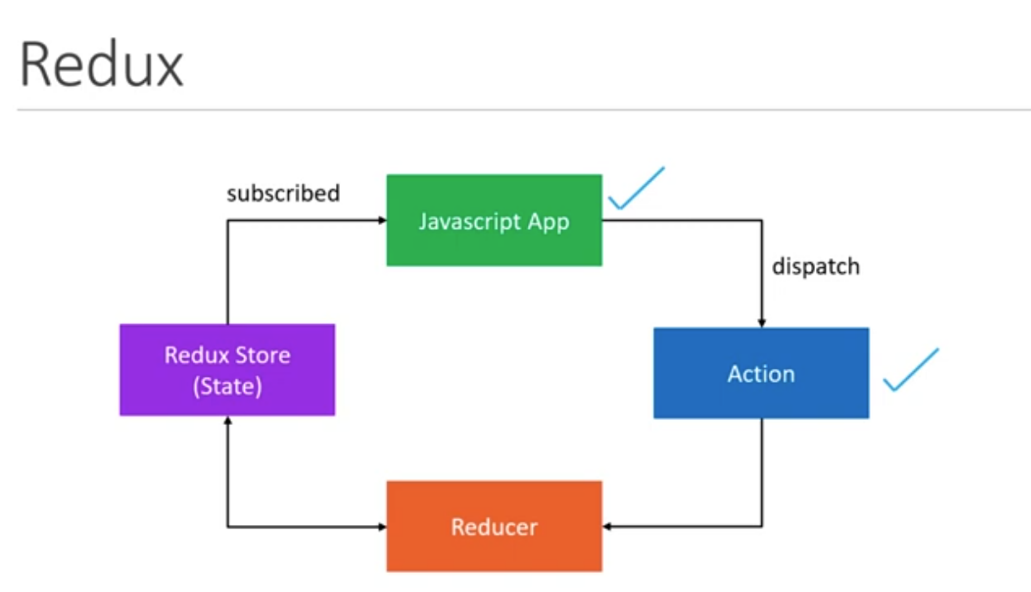 Redux
subscribed
Javascript App
dispatch
Redux Store
(State)
Action
Reducer